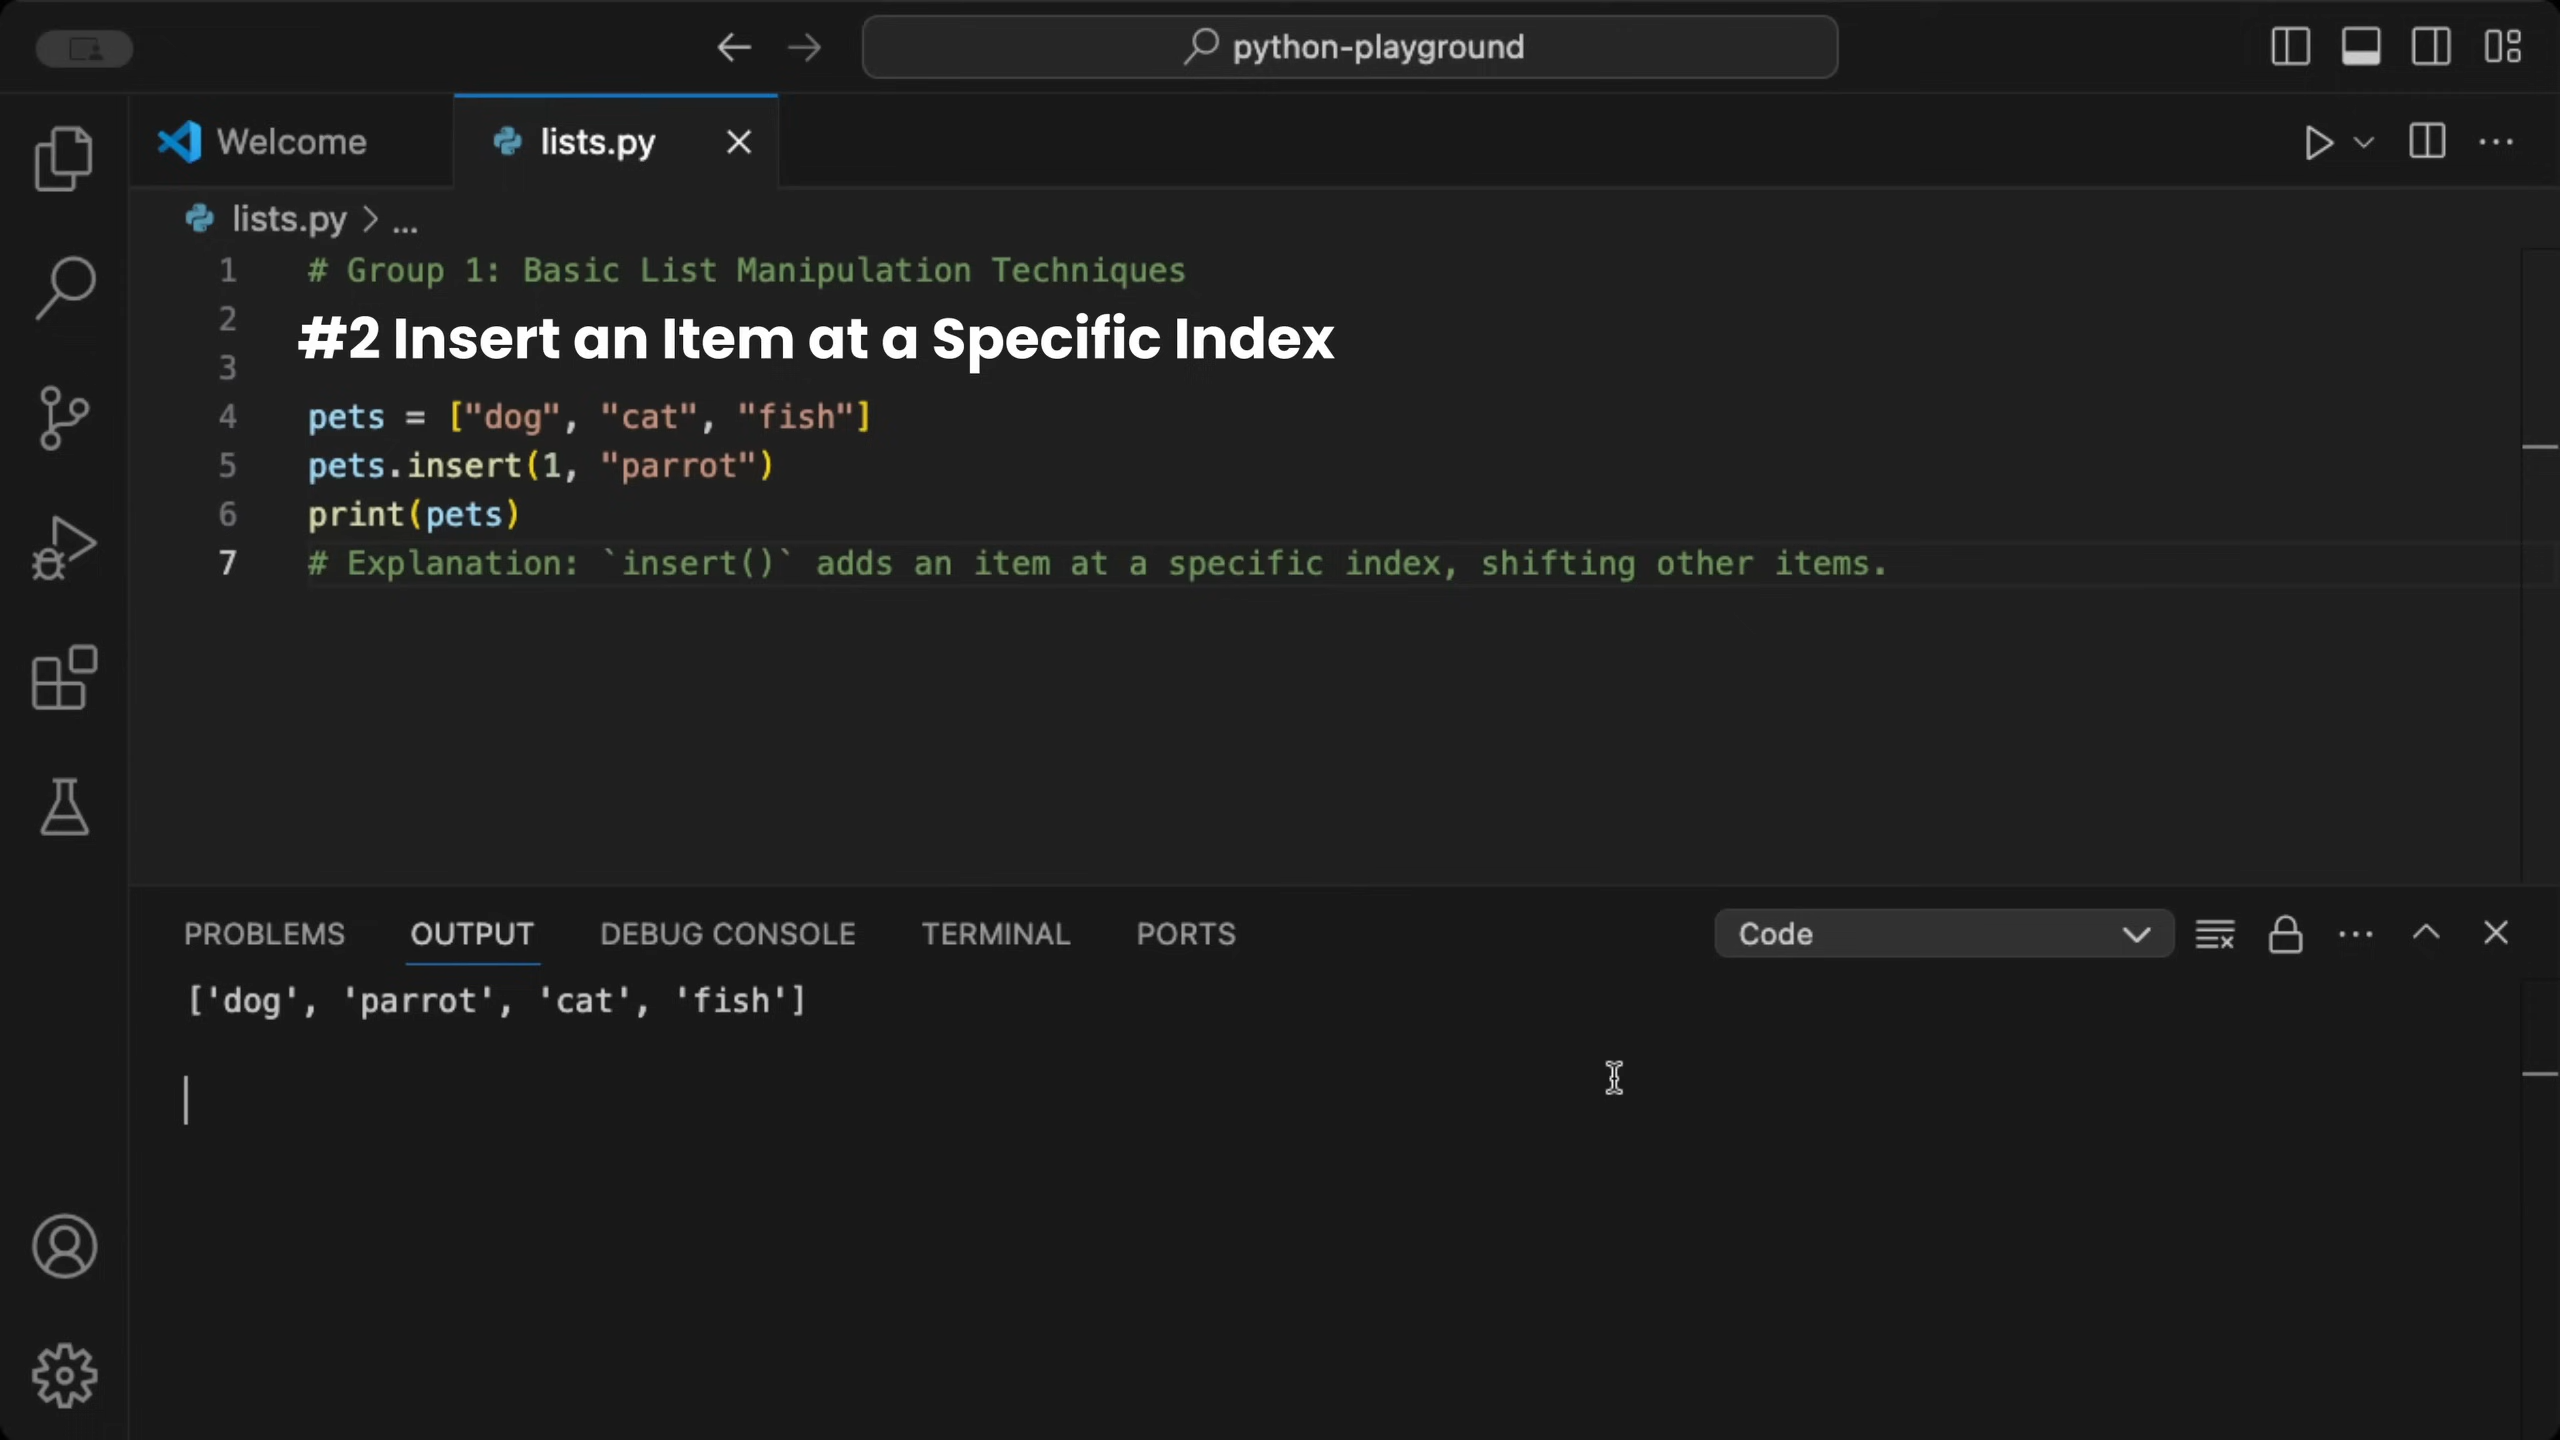 python-playground
Welcome
lists.py
lists.py > ...
1 # Group 1: Basic List Manipulation Techniques
2
#2 Insert an Item at a Specific Index
3
4 pets = ["dog", "cat", "fish"]
5 pets.insert(1, "parrot")
6 print(pets)
7 # Explanation: `insert()` adds an item at a specific index, shifting other items.
PROBLEMS OUTPUT DEBUG CONSOLE TERMINAL PORTS Code
['dog', 'parrot', 'cat', 'fish']